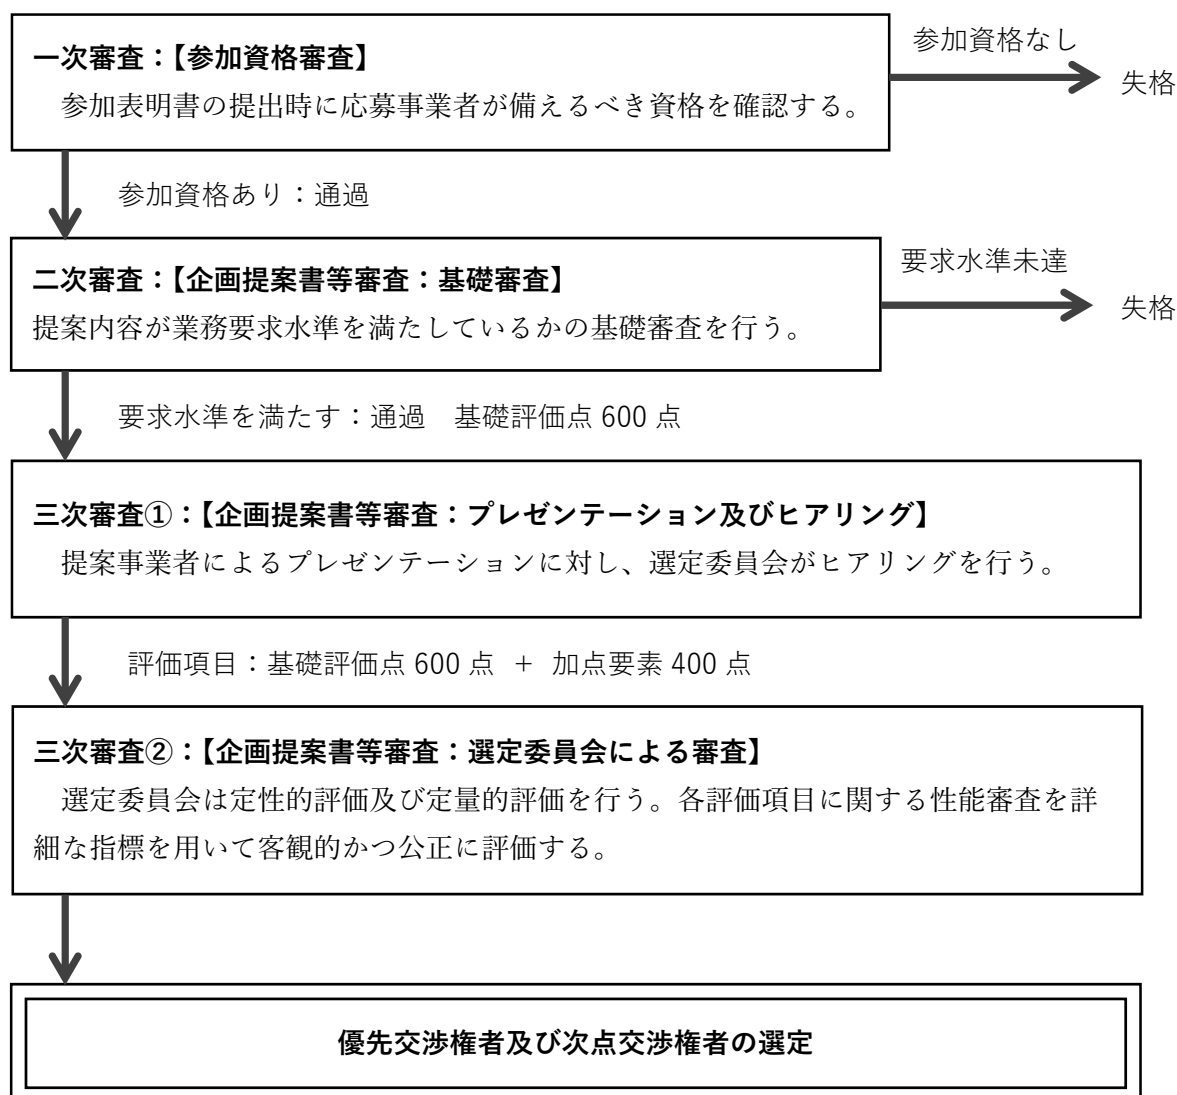 一次審査：【参加資格審査】
参加表明書の提出時に応募事業者が備えるべき資格を確認する。
参加資格なし
失格
参加資格あり：通過
二次審査：【企画提案書等審査：基礎審査】
提案内容が業務要求水準を満たしているかの基礎審査を行う。
要求水準未達
失格
要求水準を満たす：通過　基礎評価点 600 点
三次審査①：【企画提案書等審査：プレゼンテーション及びヒアリング】
提案事業者によるプレゼンテーションに対し、選定委員会がヒアリングを行う。
評価項目：基礎評価点 600 点 ＋ 加点要素 400 点
三次審査②：【企画提案書等審査：選定委員会による審査】
選定委員会は定性的評価及び定量的評価を行う。各評価項目に関する性能審査を詳
細な指標を用いて客観的かつ公正に評価する。
優先交渉権者及び次点交渉権者の選定